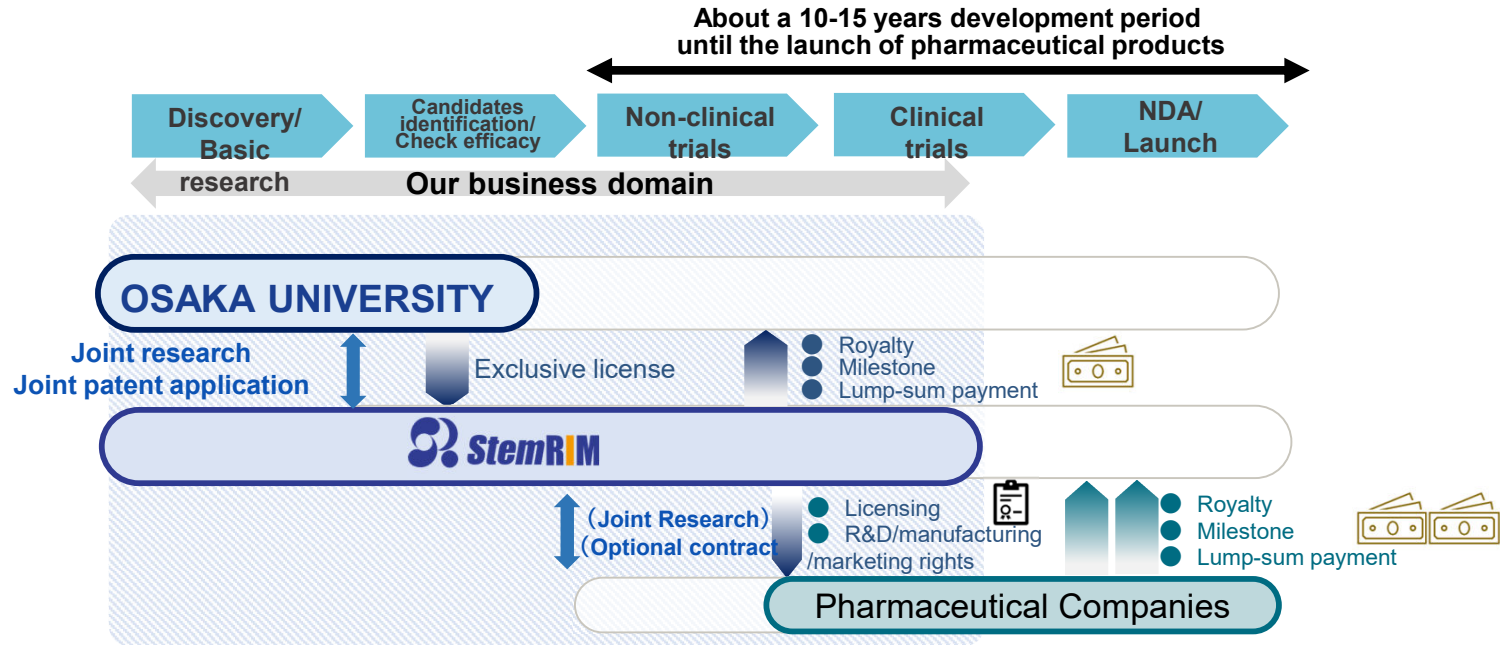 About a 10-15 years development period
until the launch of pharmaceutical products
Discovery/
Basic
research
Candidates
identification/
Check efficacy
Non-clinical
trials
Clinical
trials
NDA/
Launch
Our business domain
OSAKA UNIVERSITY
Joint research
Joint patent application
Exclusive license
Royalty
Milestone
Lump-sum payment
StemRIM
(Joint Research)
(Optional contract
Licensing
R&D/manufacturing
/marketing rights
Royalty
Milestone
Lump-sum payment
Pharmaceutical Companies